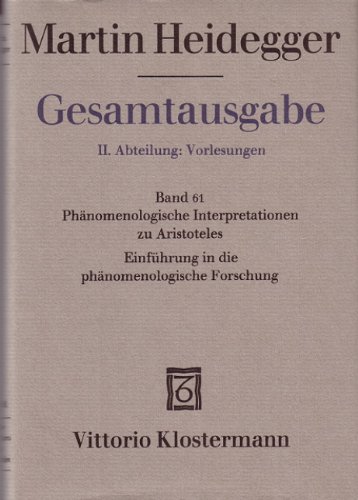 Martin Heidegger
Gesamtausgabe
II. Abteilung: Vorlesungen
Band 61
Phänomenologische Interpretationen
zu Aristoteles
Einführung in die
phänomenologische Forschung
Vittorio Klostermann